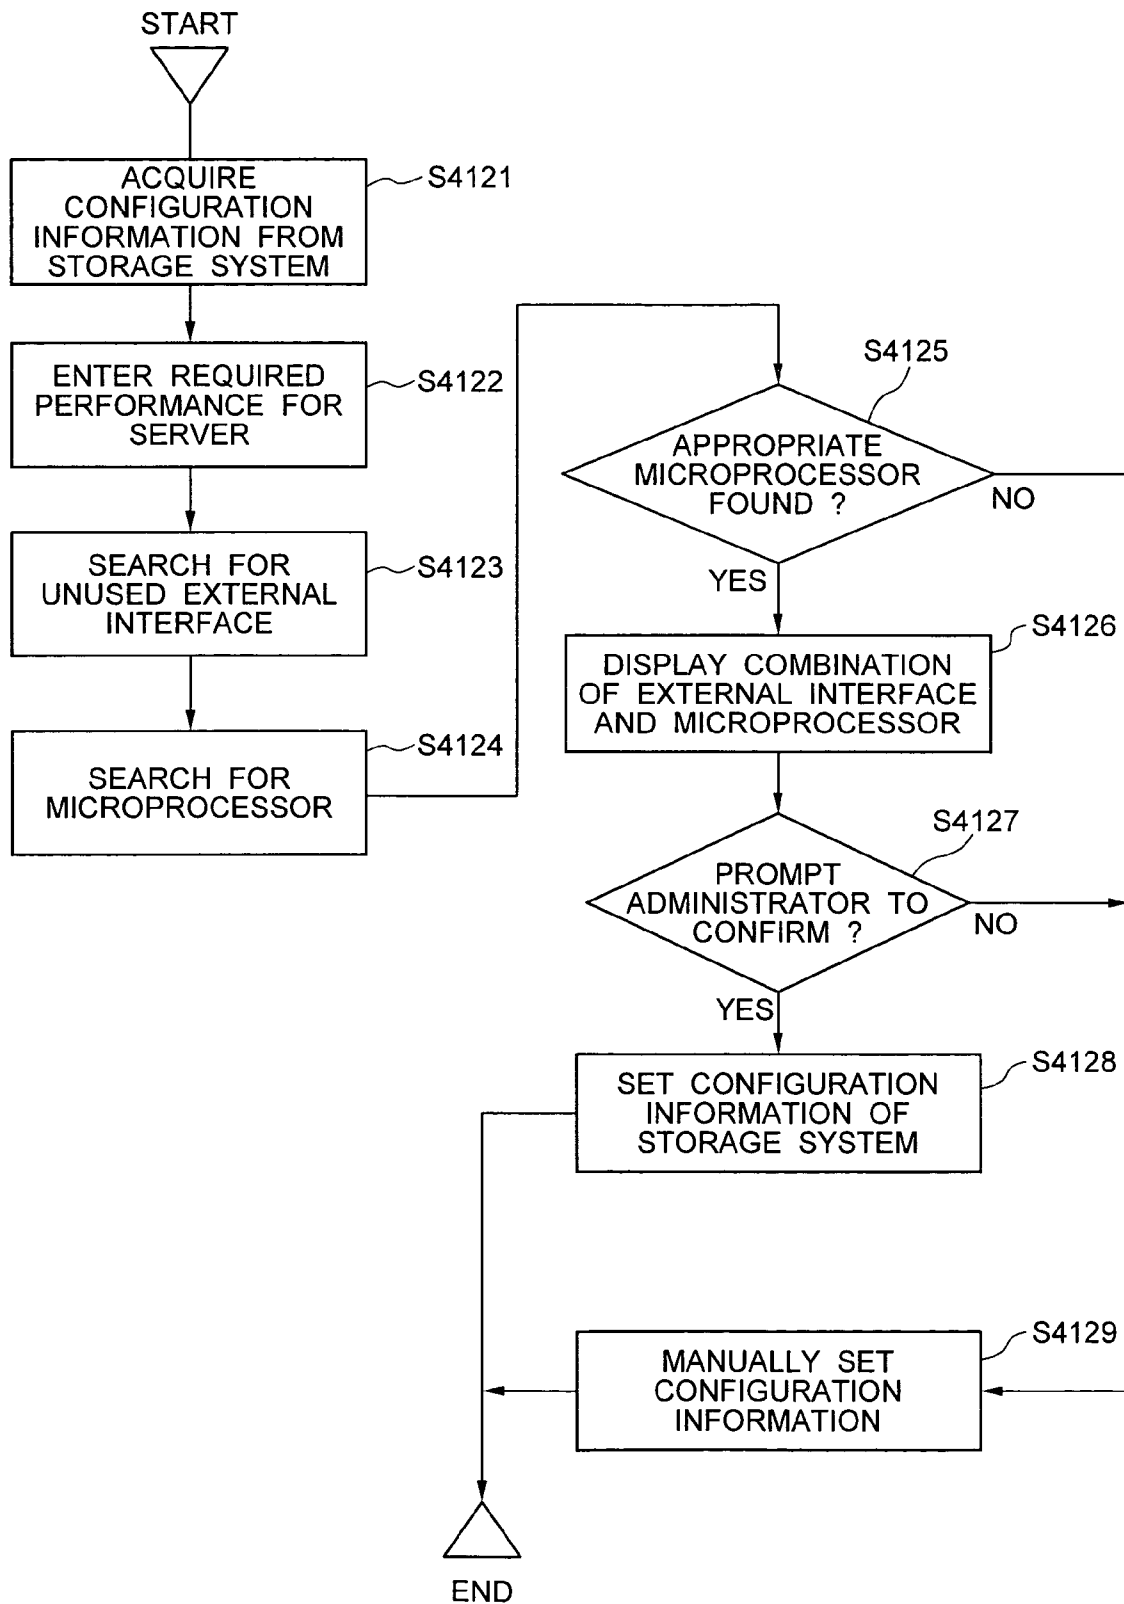 START
ACQUIRE
CONFIGURATION
INFORMATION FROM
STORAGE SYSTEM
S4121
ENTER REQUIRED
PERFORMANCE FOR
SERVER
S4122
SEARCH FOR
UNUSED EXTERNAL
INTERFACE
S4123
SEARCH FOR
MICROPROCESSOR
S4124
APPROPRIATE
MICROPROCESSOR
FOUND ?
S4125
NO
YES
DISPLAY COMBINATION
OF EXTERNAL INTERFACE
AND MICROPROCESSOR
S4126
PROMPT
ADMINISTRATOR TO
CONFIRM ?
S4127
NO
YES
SET CONFIGURATION
INFORMATION OF
STORAGE SYSTEM
S4128
MANUALLY SET
CONFIGURATION
INFORMATION
S4129
END